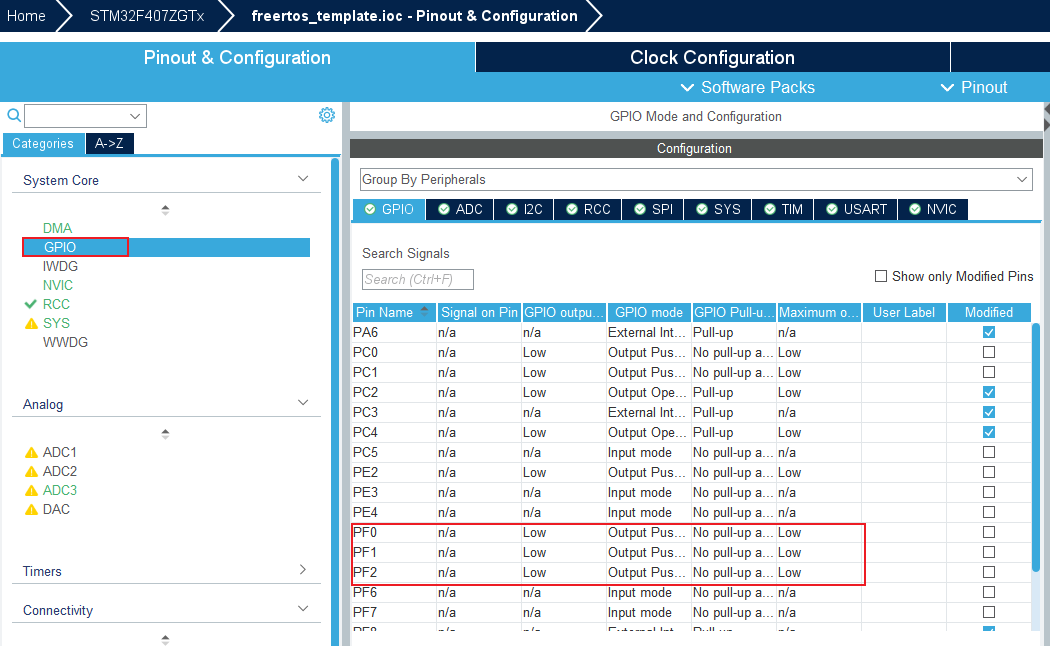 Home STM32F407ZGTx freertos_template.ioc - Pinout & Configuration
Pinout & Configuration Clock Configuration
Software Packs Pinout
GPIO Mode and Configuration
Categories A->Z
Configuration
System Core
Group By Peripherals
GPIO ADC I2C RCC SPI SYS TIM USART NVIC
DMA
GPIO
IWDG
NVIC
RCC
SYS
WWDG
Search Signals
Search (Ctrl+F)
Show only Modified Pins
Analog
ADC1
ADC2
ADC3
DAC
Timers
Connectivity
Pin Name Signal on Pin GPIO outpu... GPIO mode GPIO Pull-u... Maximum o... User Label Modified
PA6 n/a n/a External Int... Pull-up n/a
PC0 n/a Low Output Pus... No pull-up a... Low
PC1 n/a Low Output Pus... No pull-up a... Low
PC2 n/a Low Output Ope... Pull-up Low
PC3 n/a n/a External Int... Pull-up n/a
PC4 n/a Low Output Ope... Pull-up Low
PC5 n/a n/a Input mode No pull-up a... n/a
PE2 n/a Low Output Pus... No pull-up a... Low
PE3 n/a n/a Input mode No pull-up a... n/a
PE4 n/a n/a Input mode No pull-up a... n/a
PF0 n/a Low Output Pus... No pull-up a... Low
PF1 n/a Low Output Pus... No pull-up a... Low
PF2 n/a Low Output Pus... No pull-up a... Low
PF6 n/a n/a Input mode No pull-up a... n/a
PF7 n/a n/a Input mode No pull-up a... n/a
PF8 n/a n/a External Int... Pull-up n/a